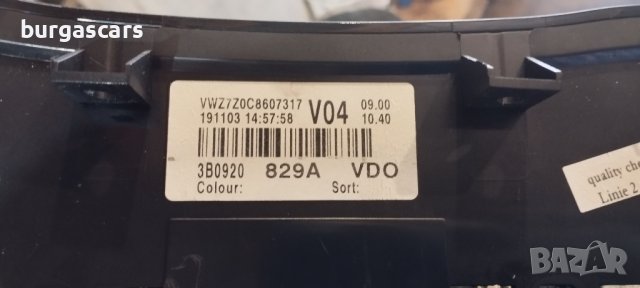 burgascars
VWZ7Z0C8607317 V04 09.00
191103 14:57:58 10.40
3B0920 829A VDO
Colour: Sort:
quality che
Linie 2
BAZAR